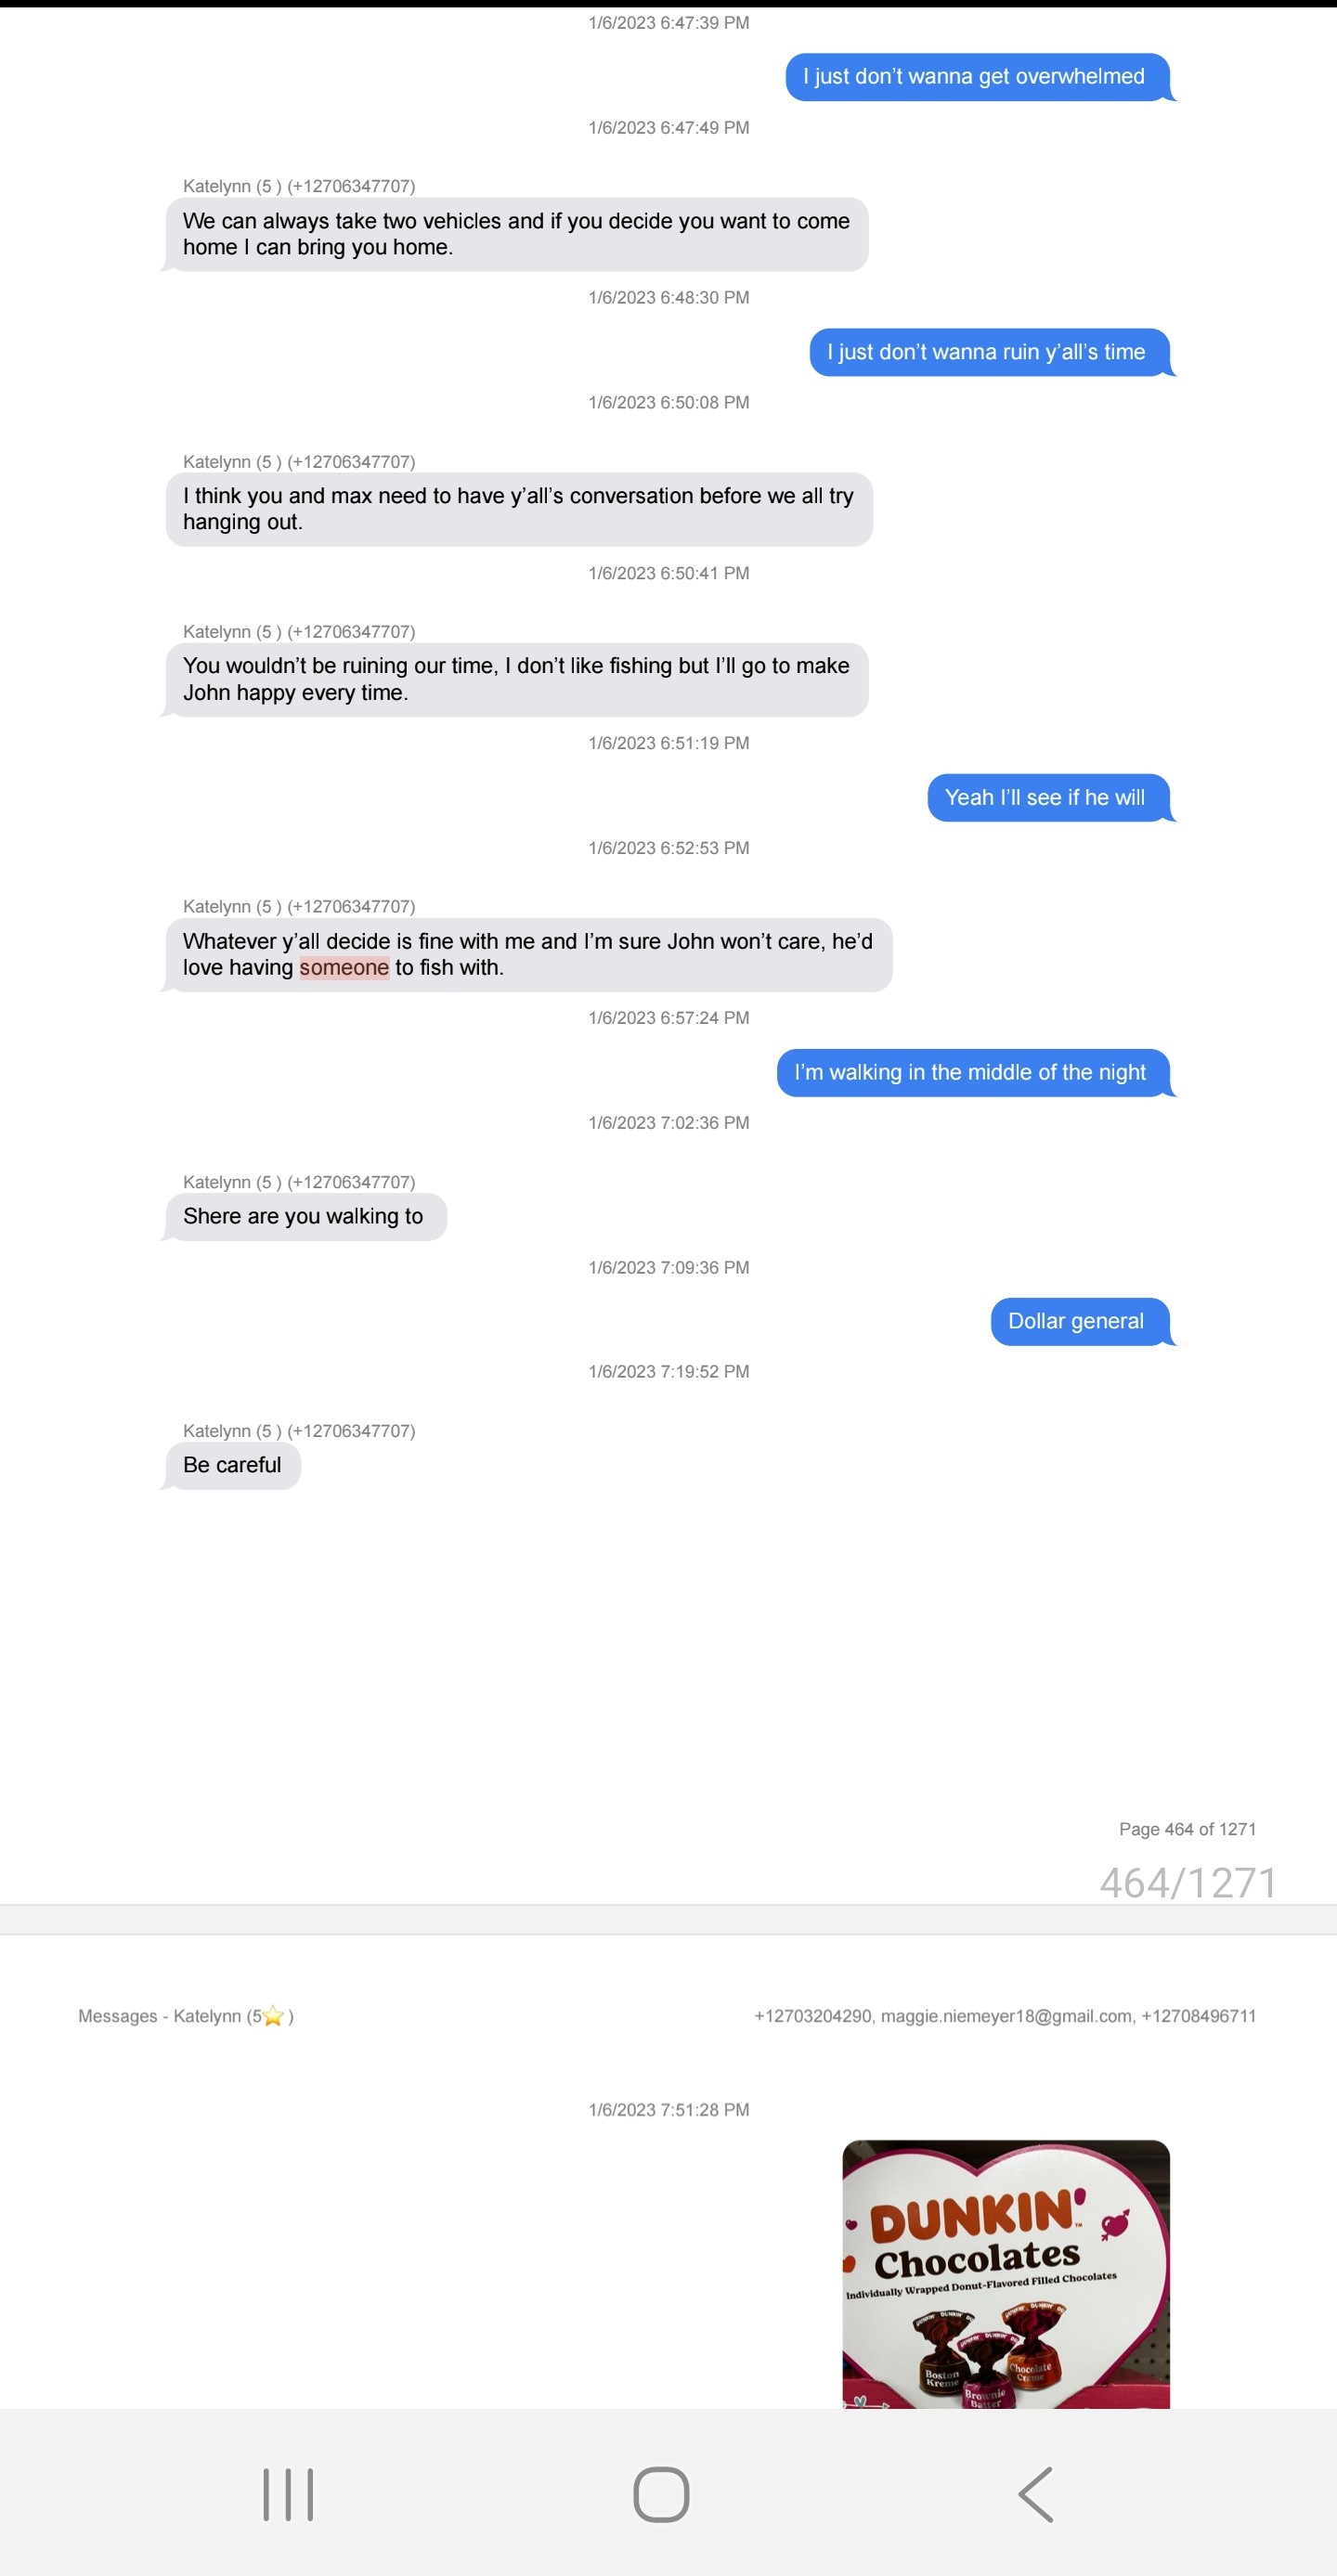 1/6/2023 6:47:39 PM
I just don’t wanna get overwhelmed
1/6/2023 6:47:49 PM
Katelynn (5 ) (+12706347707)
We can always take two vehicles and if you decide you want to come
home I can bring you home.
1/6/2023 6:48:30 PM
I just don’t wanna ruin y’all’s time
1/6/2023 6:50:08 PM
Katelynn (5 ) (+12706347707)
I think you and max need to have y’all’s conversation before we all try
hanging out.
1/6/2023 6:50:41 PM
Katelynn (5 ) (+12706347707)
You wouldn’t be ruining our time, I don’t like fishing but I’ll go to make
John happy every time.
1/6/2023 6:51:19 PM
Yeah I’ll see if he will
1/6/2023 6:52:53 PM
Katelynn (5 ) (+12706347707)
Whatever y’all decide is fine with me and I’m sure John won’t care, he’d
love having someone to fish with.
1/6/2023 6:57:24 PM
I’m walking in the middle of the night
1/6/2023 7:02:36 PM
Katelynn (5 ) (+12706347707)
Shere are you walking to
1/6/2023 7:09:36 PM
Dollar general
1/6/2023 7:19:52 PM
Katelynn (5 ) (+12706347707)
Be careful
Page 464 of 1271
464/1271
Messages - Katelynn (5⭐ )
+12703204290, maggie.niemeyer18@gmail.com, +12708496711
1/6/2023 7:51:28 PM
DUNKIN'™
Chocolates
Individually Wrapped Donut-Flavored Filled Chocolates
DUNKIN'
DUNKIN'
DUNKIN'
Boston
Kreme
Chocolate
Creme
Brownie
Batter